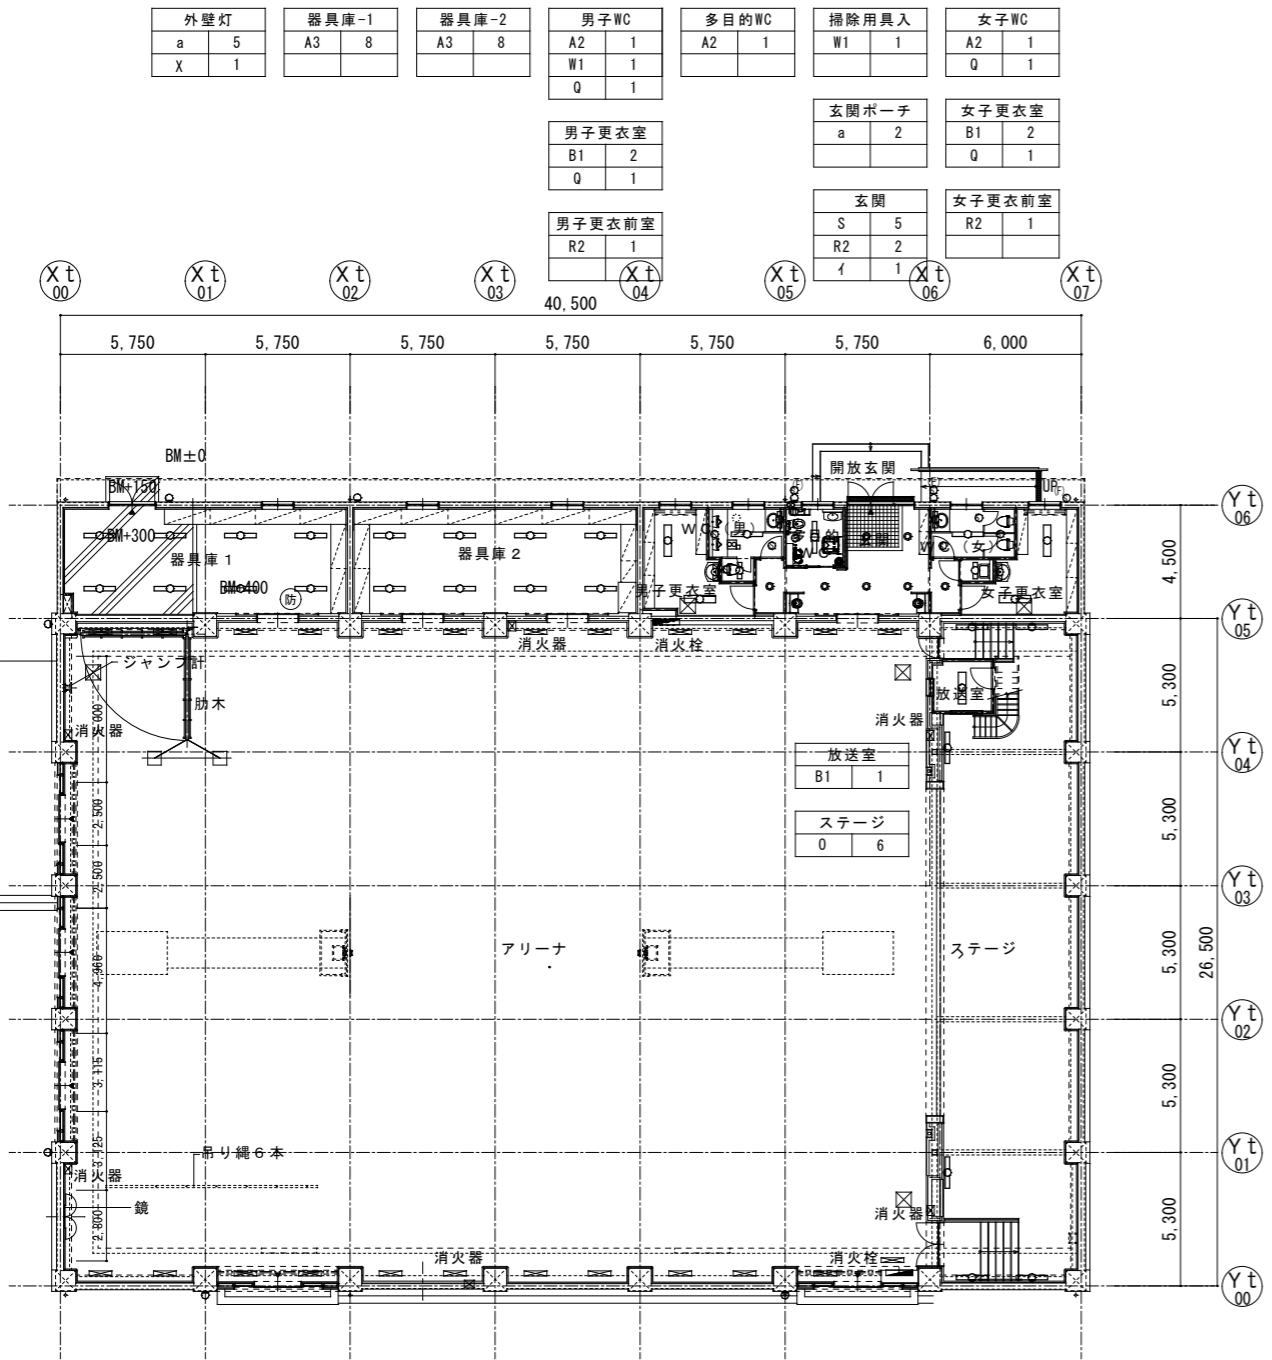 外壁灯
a 5
X 1
器具庫-1
A3 8
器具庫-2
A3 8
男子WC
A2 1
W1 1
Q 1
多目的WC
A2 1
掃除用具入
W1 1
女子WC
A2 1
Q 1
男子更衣室
B1 2
Q 1
玄関ポーチ
a 2
女子更衣室
B1 2
Q 1
男子更衣前室
R2 1
玄関
S 5
R2 2
イ 1
女子更衣前室
R2 1
Xt 00
Xt 01
Xt 02
Xt 03
Xt 04
Xt 05
Xt 06
Xt 07
40,500
5,750
5,750
5,750
5,750
5,750
5,750
6,000
BM±0
BM+150
BM+300
器具庫1
BM+400
防
器具庫2
WC(男)
開放玄関
UP
WC(女)
男子更衣室
女子更衣室
Yt 06
4,500
Yt 05
消火器
消火栓
ジャンプ計
肋木
消火器
放送室
消火器
5,300
Yt 04
放送室
B1 1
ステージ
O 6
5,300
2,500
2,500
Yt 03
アリーナ
ステージ
5,300
26,500
Yt 02
5,300
吊り縄6本
Yt 01
消火器
鏡
2,800
消火器
5,300
消火器
消火栓
Yt 00